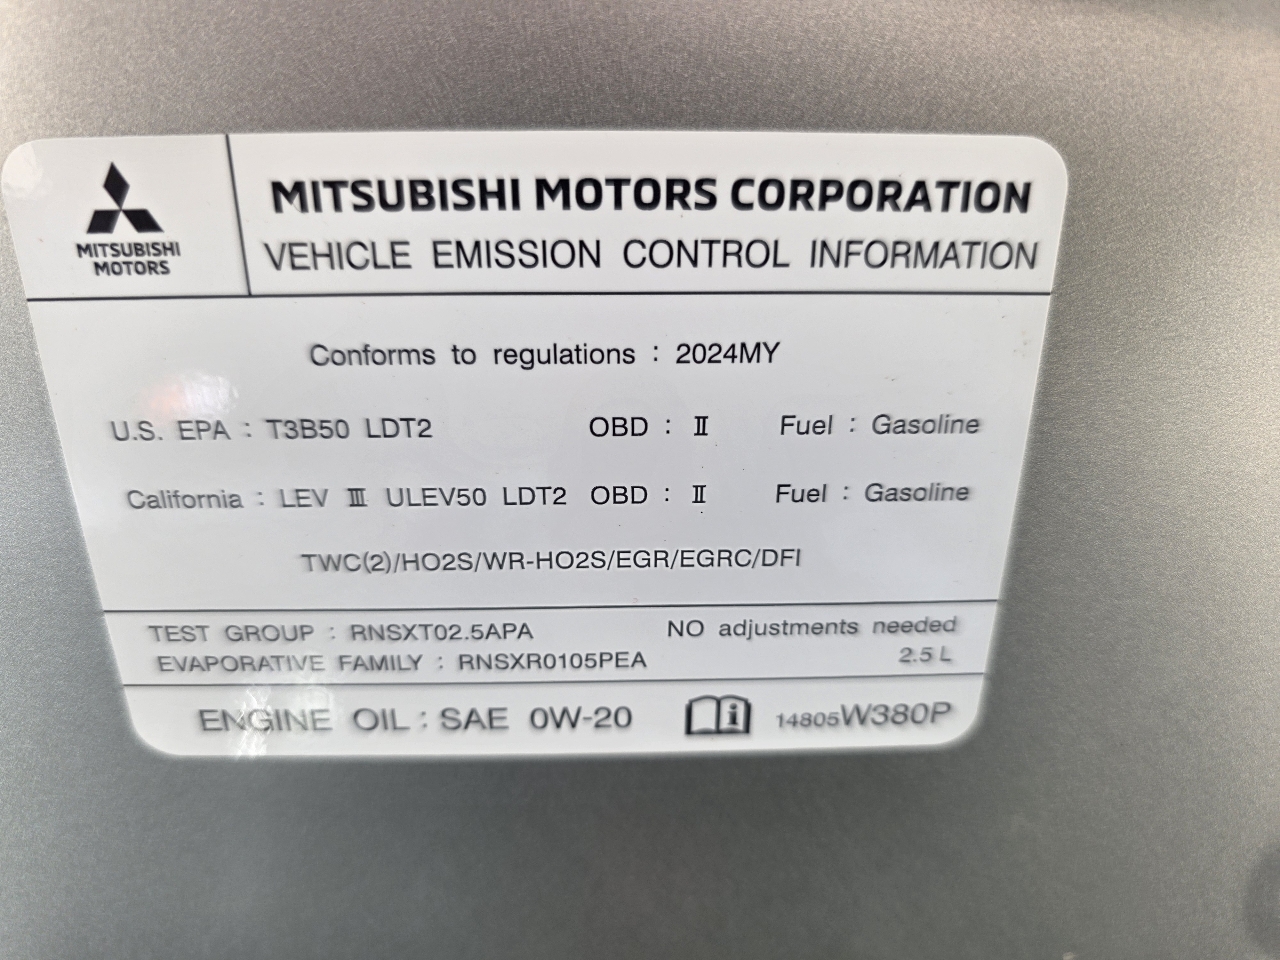 MITSUBISHI
MOTORS
MITSUBISHI MOTORS CORPORATION
VEHICLE EMISSION CONTROL INFORMATION
Conforms to regulations : 2024MY
U.S. EPA : T3B50 LDT2 OBD : Ⅱ Fuel : Gasoline
California : LEV Ⅲ ULEV50 LDT2 OBD : Ⅱ Fuel : Gasoline
TWC(2)/HO2S/WR-HO2S/EGR/EGRC/DFI
TEST GROUP : RNSXT02.5APA NO adjustments needed
EVAPORATIVE FAMILY : RNSXR0105PEA 2.5 L
ENGINE OIL : SAE 0W-20 14805W380P